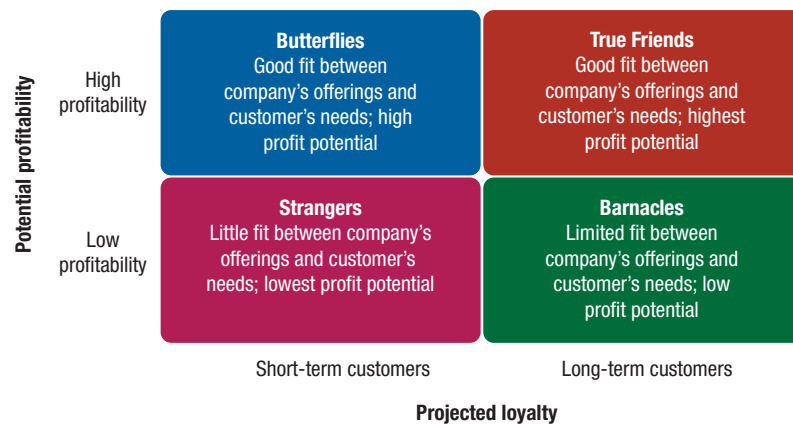 Potential profitability
High
profitability
Butterflies
Good fit between
company’s offerings and
customer’s needs; high
profit potential
True Friends
Good fit between
company’s offerings and
customer’s needs; highest
profit potential
Low
profitability
Strangers
Little fit between company’s
offerings and customer’s
needs; lowest profit potential
Barnacles
Limited fit between
company’s offerings and
customer’s needs; low
profit potential
Short-term customers
Long-term customers
Projected loyalty